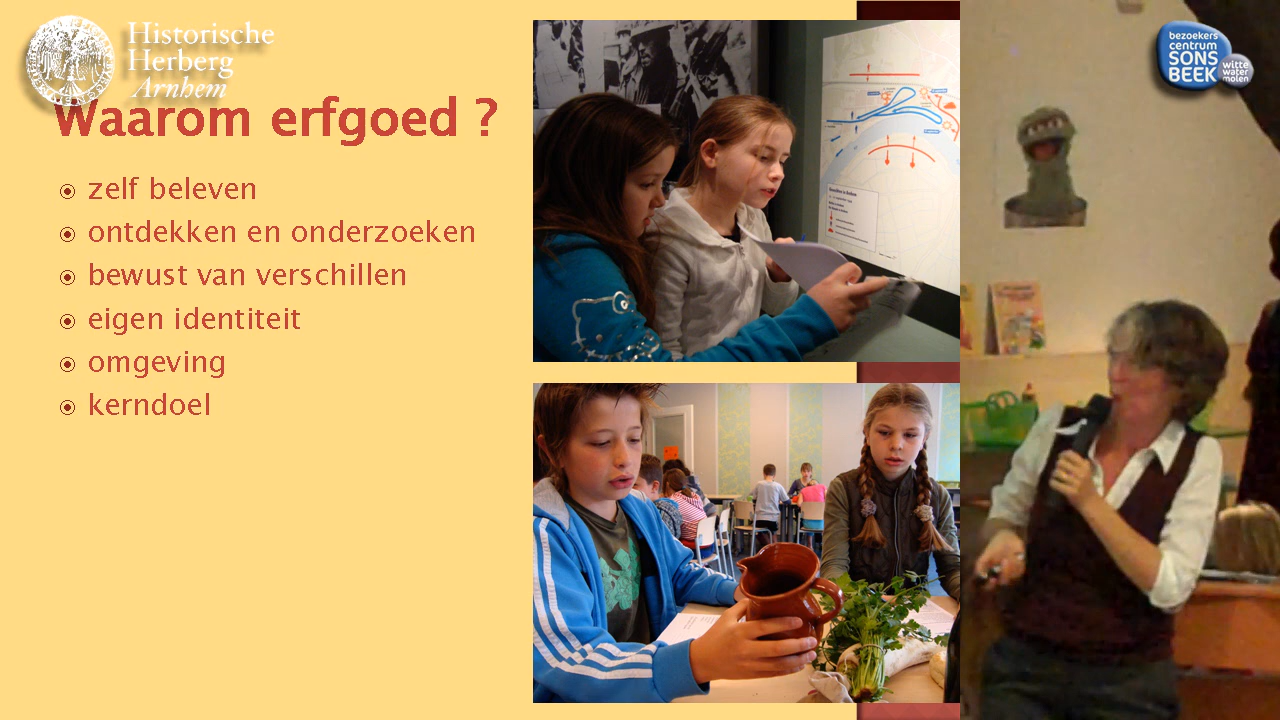 Historische
Herberg
Arnhem
Waarom erfgoed ?
zelf beleven
ontdekken en onderzoeken
bewust van verschillen
eigen identiteit
omgeving
kerndoel
bezoekers
centrum
SONS
BEEK
witte
water
molen